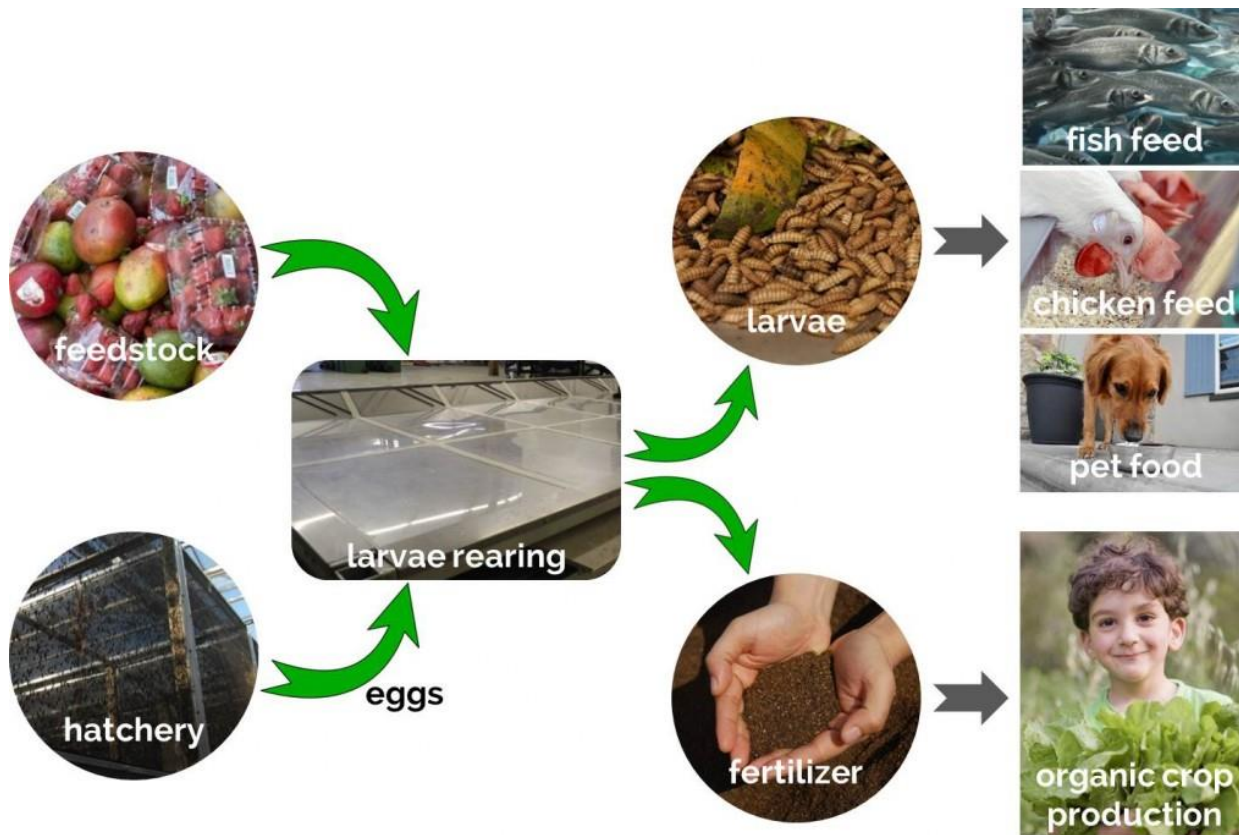 feedstock
hatchery
eggs
larvae rearing
larvae
fertilizer
fish feed
chicken feed
pet food
organic crop
production